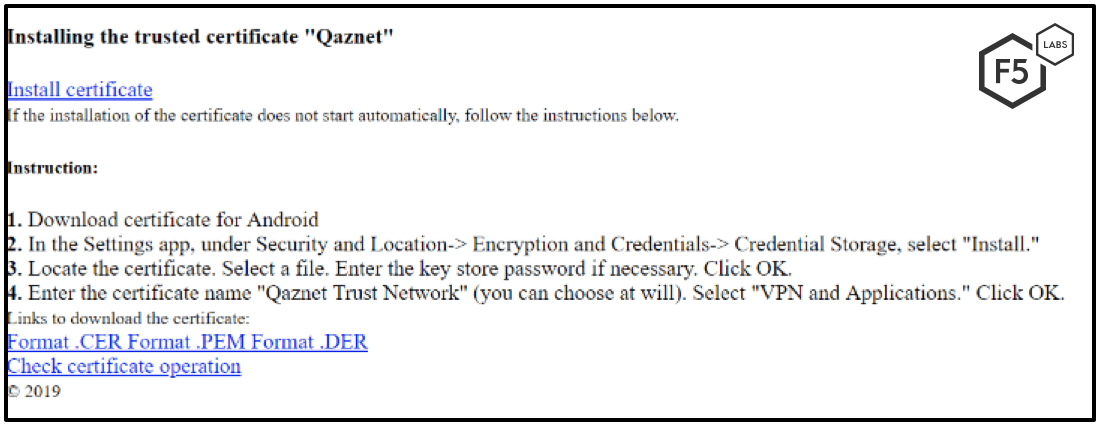 Installing the trusted certificate "Qaznet"
F5
LABS
Install certificate
If the installation of the certificate does not start automatically, follow the instructions below.
Instruction:
1. Download certificate for Android
2. In the Settings app, under Security and Location-> Encryption and Credentials-> Credential Storage, select "Install."
3. Locate the certificate. Select a file. Enter the key store password if necessary. Click OK.
4. Enter the certificate name "Qaznet Trust Network" (you can choose at will). Select "VPN and Applications." Click OK.
Links to download the certificate:
Format .CER Format .PEM Format .DER
Check certificate operation
© 2019